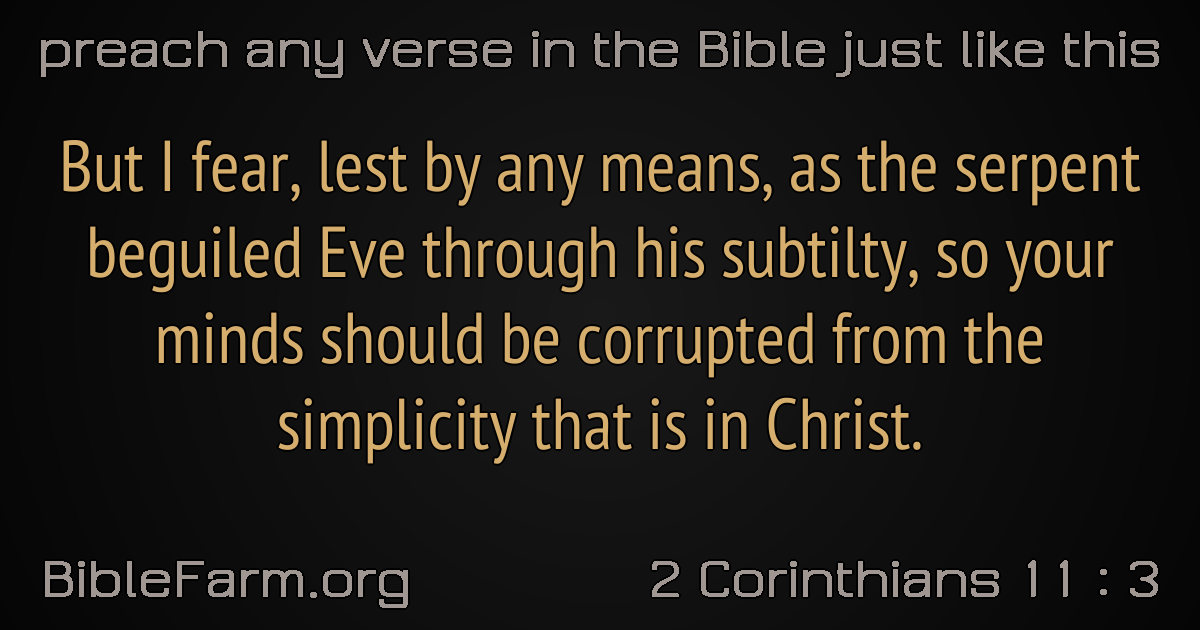 preach any verse in the Bible just like this
But I fear, lest by any means, as the serpent
beguiled Eve through his subtilty, so your
minds should be corrupted from the
simplicity that is in Christ.
BibleFarm.org
2 Corinthians 11 : 3